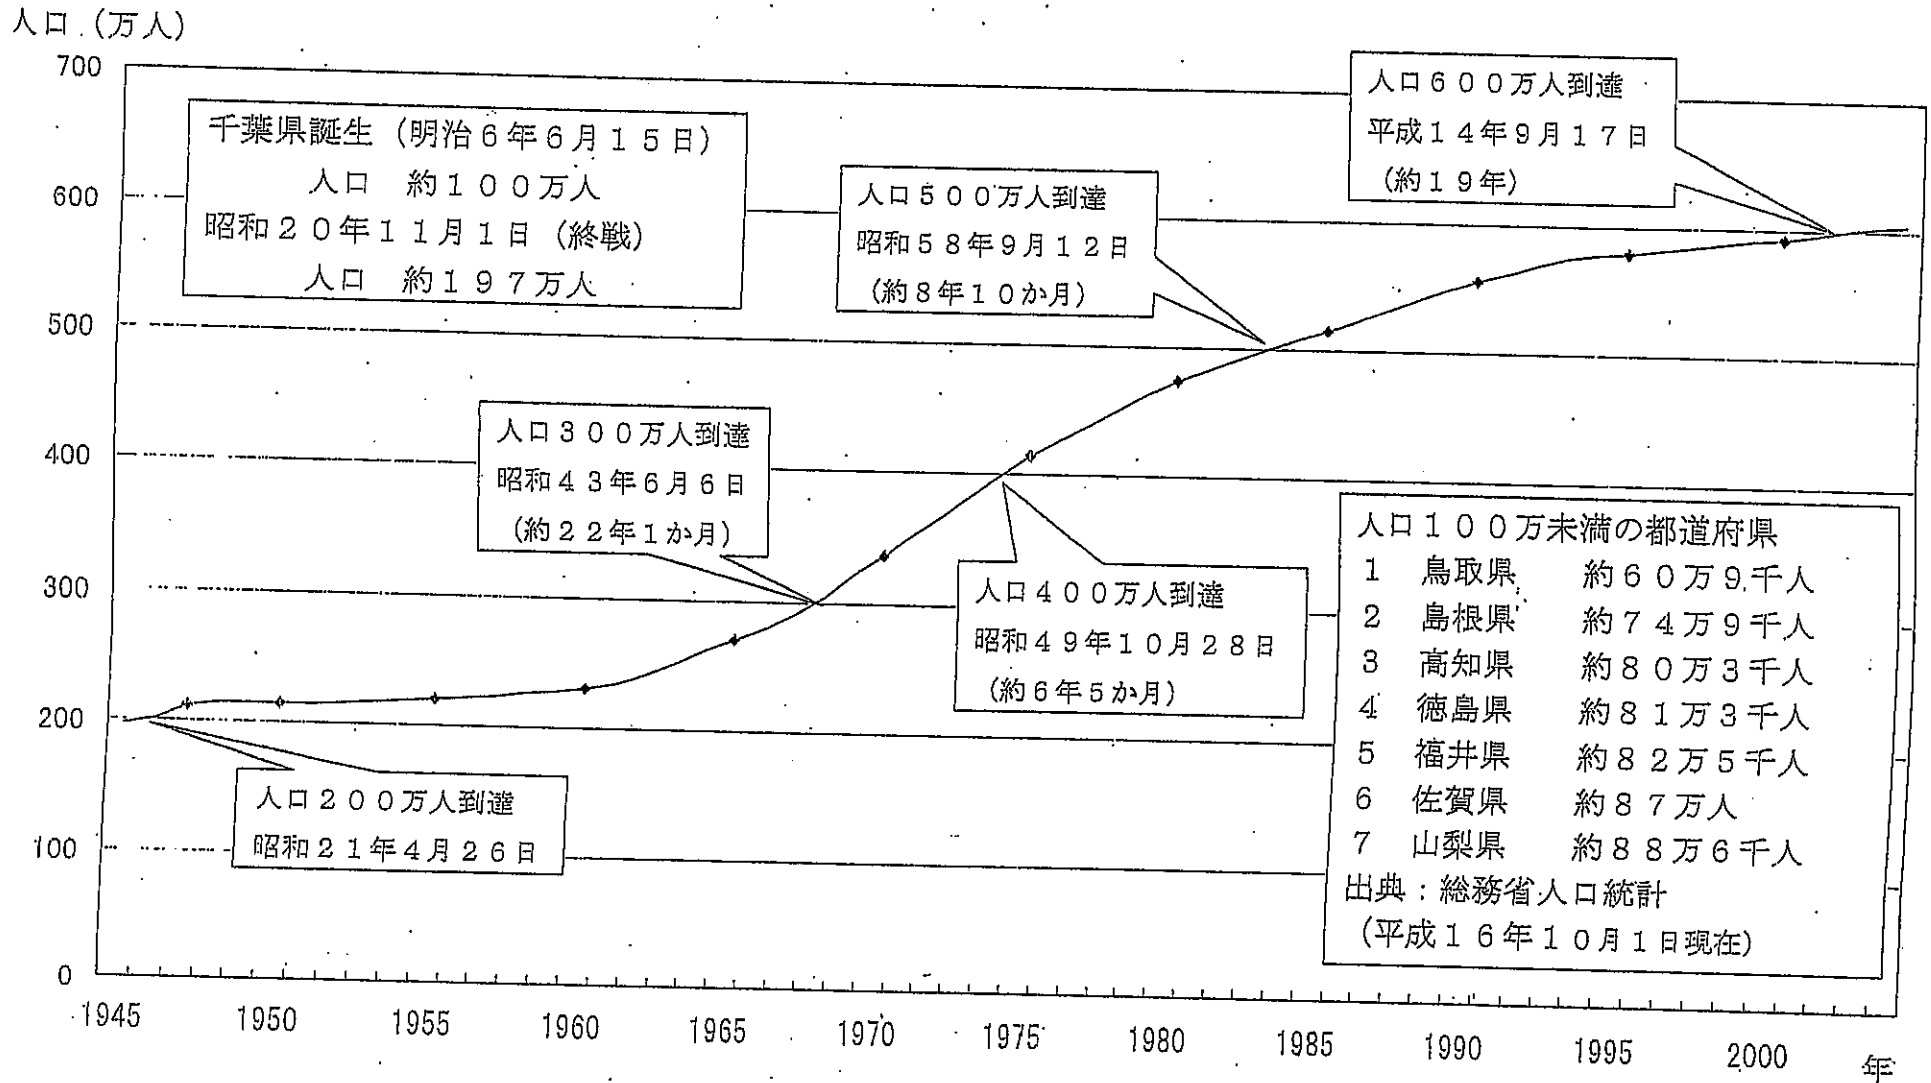 人口（万人）
700
600
500
400
300
200
100
0
千葉県誕生（明治６年６月１５日）
人口　約１００万人
昭和２０年１１月１日（終戦）
人口　約１９７万人
人口２００万人到達
昭和２１年４月２６日
人口３００万人到達
昭和４３年６月６日
（約２２年１か月）
人口４００万人到達
昭和４９年１０月２８日
（約６年５か月）
人口５００万人到達
昭和５８年９月１２日
（約８年１０か月）
人口６００万人到達
平成１４年９月１７日
（約１９年）
人口１００万未満の都道府県
1　鳥取県　約６０万９千人
2　島根県　約７４万９千人
3　高知県　約８０万３千人
4　徳島県　約８１万３千人
5　福井県　約８２万５千人
6　佐賀県　約８７万人
7　山梨県　約８８万６千人
出典：総務省人口統計
（平成１６年１０月１日現在）
1945 1950 1955 1960 1965 1970 1975 1980 1985 1990 1995 2000 年